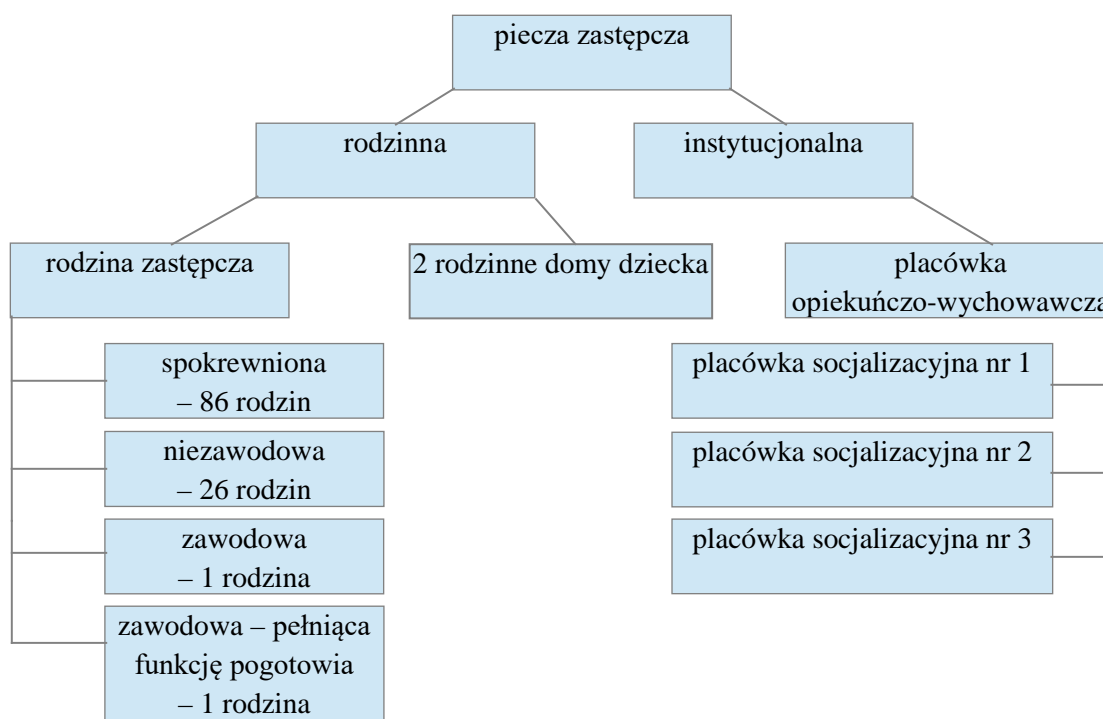 piecza zastępcza
rodzinna
instytucjonalna
rodzina zastępcza
2 rodzinne domy dziecka
placówka
opiekuńczo-wychowawcza
spokrewniona
– 86 rodzin
niezawodowa
– 26 rodzin
zawodowa
– 1 rodzina
zawodowa – pełniąca
funkcję pogotowia
– 1 rodzina
placówka socjalizacyjna nr 1
placówka socjalizacyjna nr 2
placówka socjalizacyjna nr 3